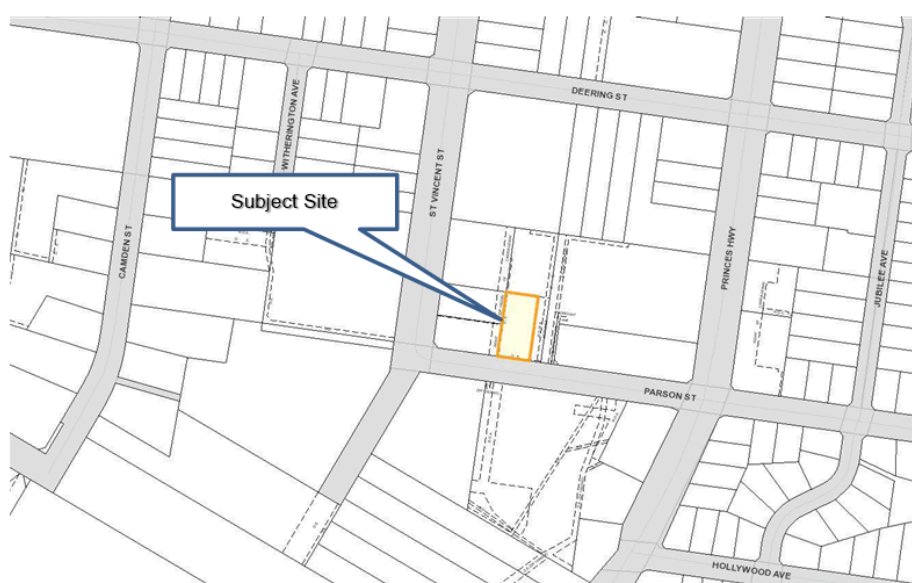 DEERING ST
WITHERINGTON AVE
ST VINCENT ST
Subject Site
CAMDEN ST
PRINCES HWY
JUBILEE AVE
PARSON ST
HOLLYWOOD AVE